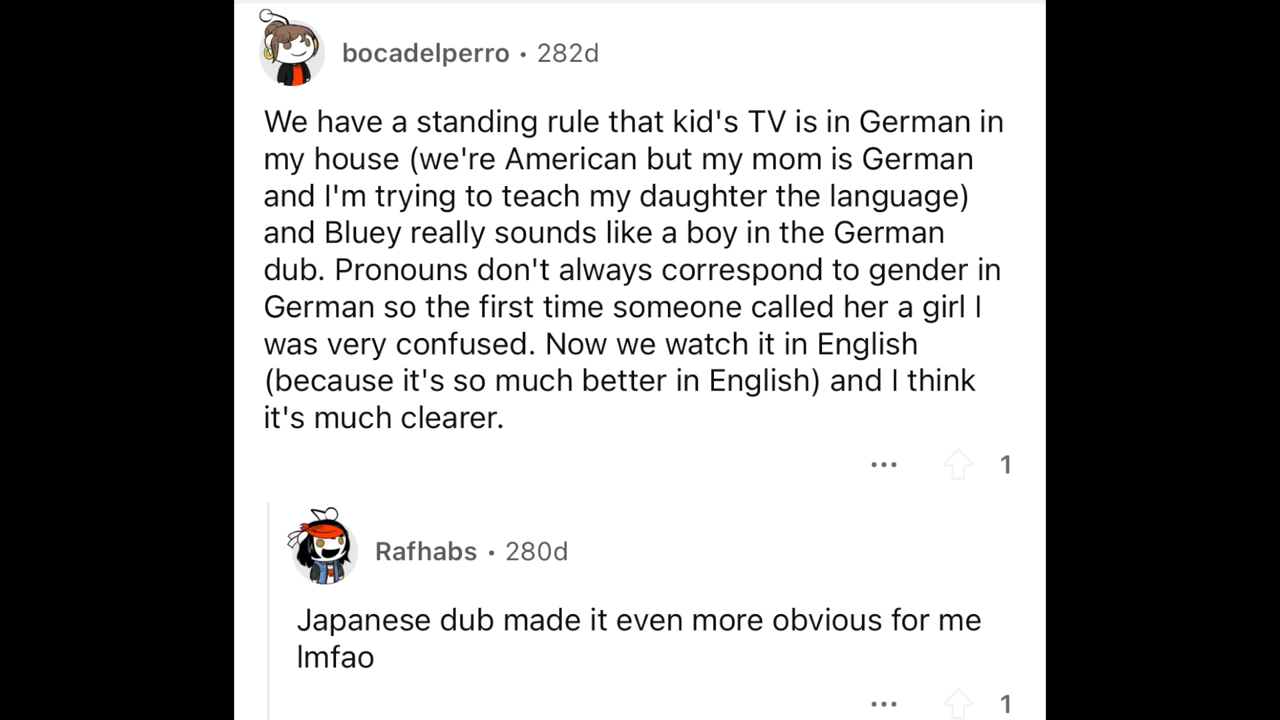 bocadelperro • 282d
We have a standing rule that kid's TV is in German in
my house (we're American but my mom is German
and I'm trying to teach my daughter the language)
and Bluey really sounds like a boy in the German
dub. Pronouns don't always correspond to gender in
German so the first time someone called her a girl I
was very confused. Now we watch it in English
(because it's so much better in English) and I think
it's much clearer.
... 1
Rafhabs • 280d
Japanese dub made it even more obvious for me
lmfao
... 1